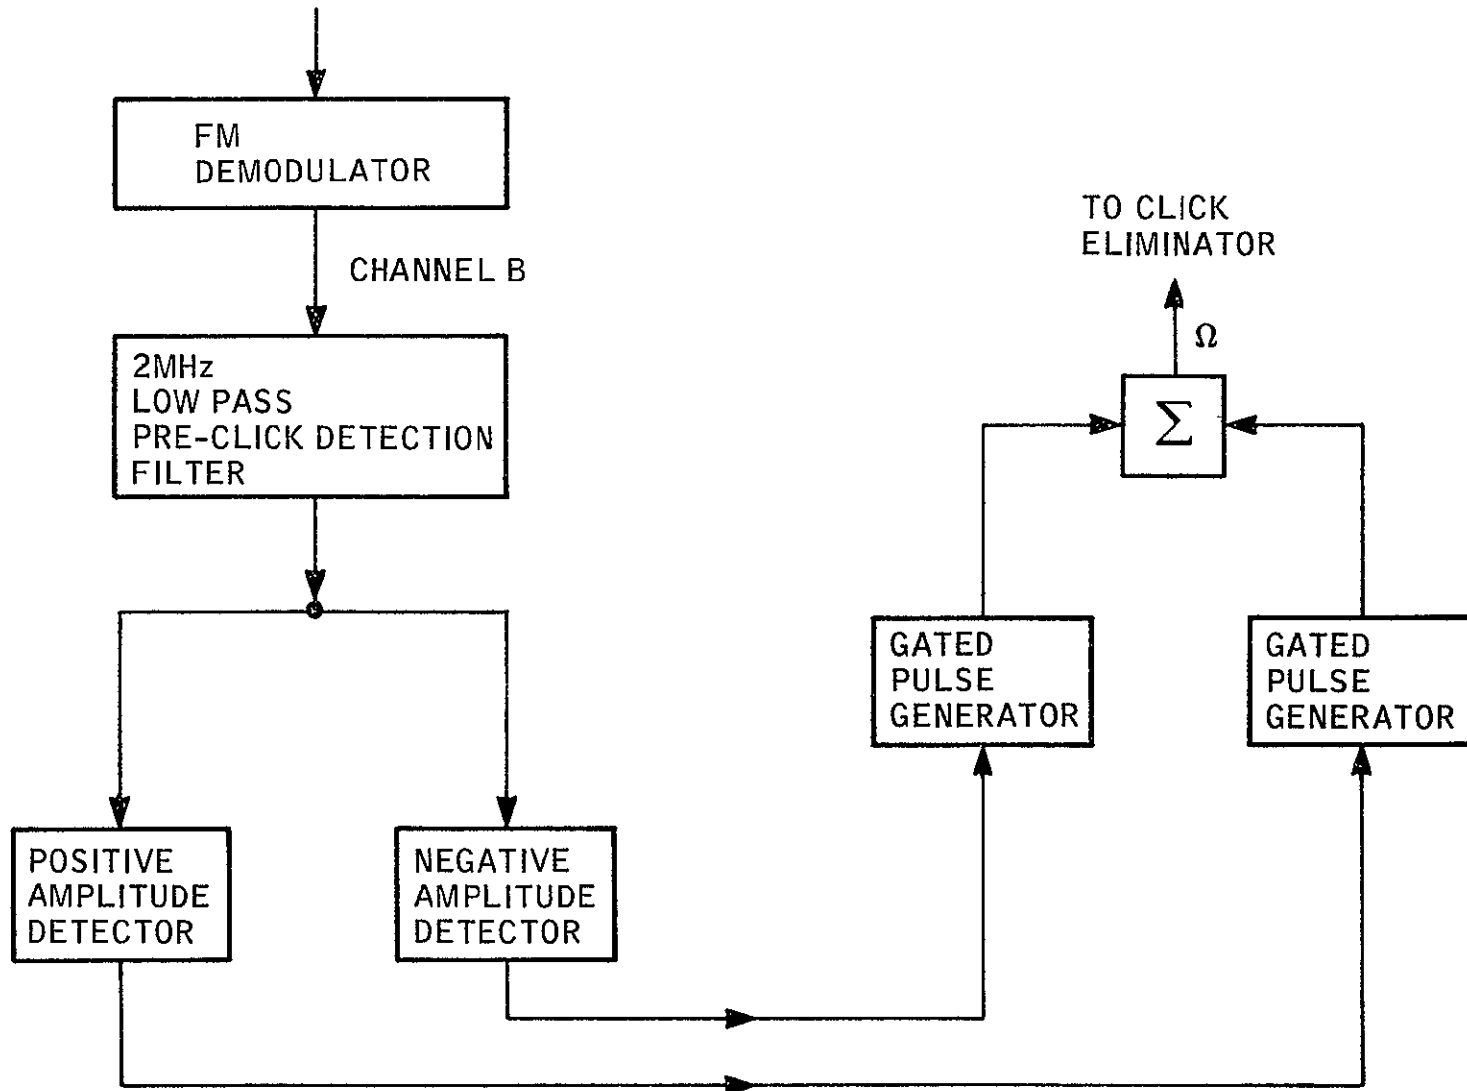 FM
DEMODULATOR
CHANNEL B
2MHz
LOW PASS
PRE-CLICK DETECTION
FILTER
POSITIVE
AMPLITUDE
DETECTOR
NEGATIVE
AMPLITUDE
DETECTOR
GATED
PULSE
GENERATOR
GATED
PULSE
GENERATOR
Σ
Ω
TO CLICK
ELIMINATOR